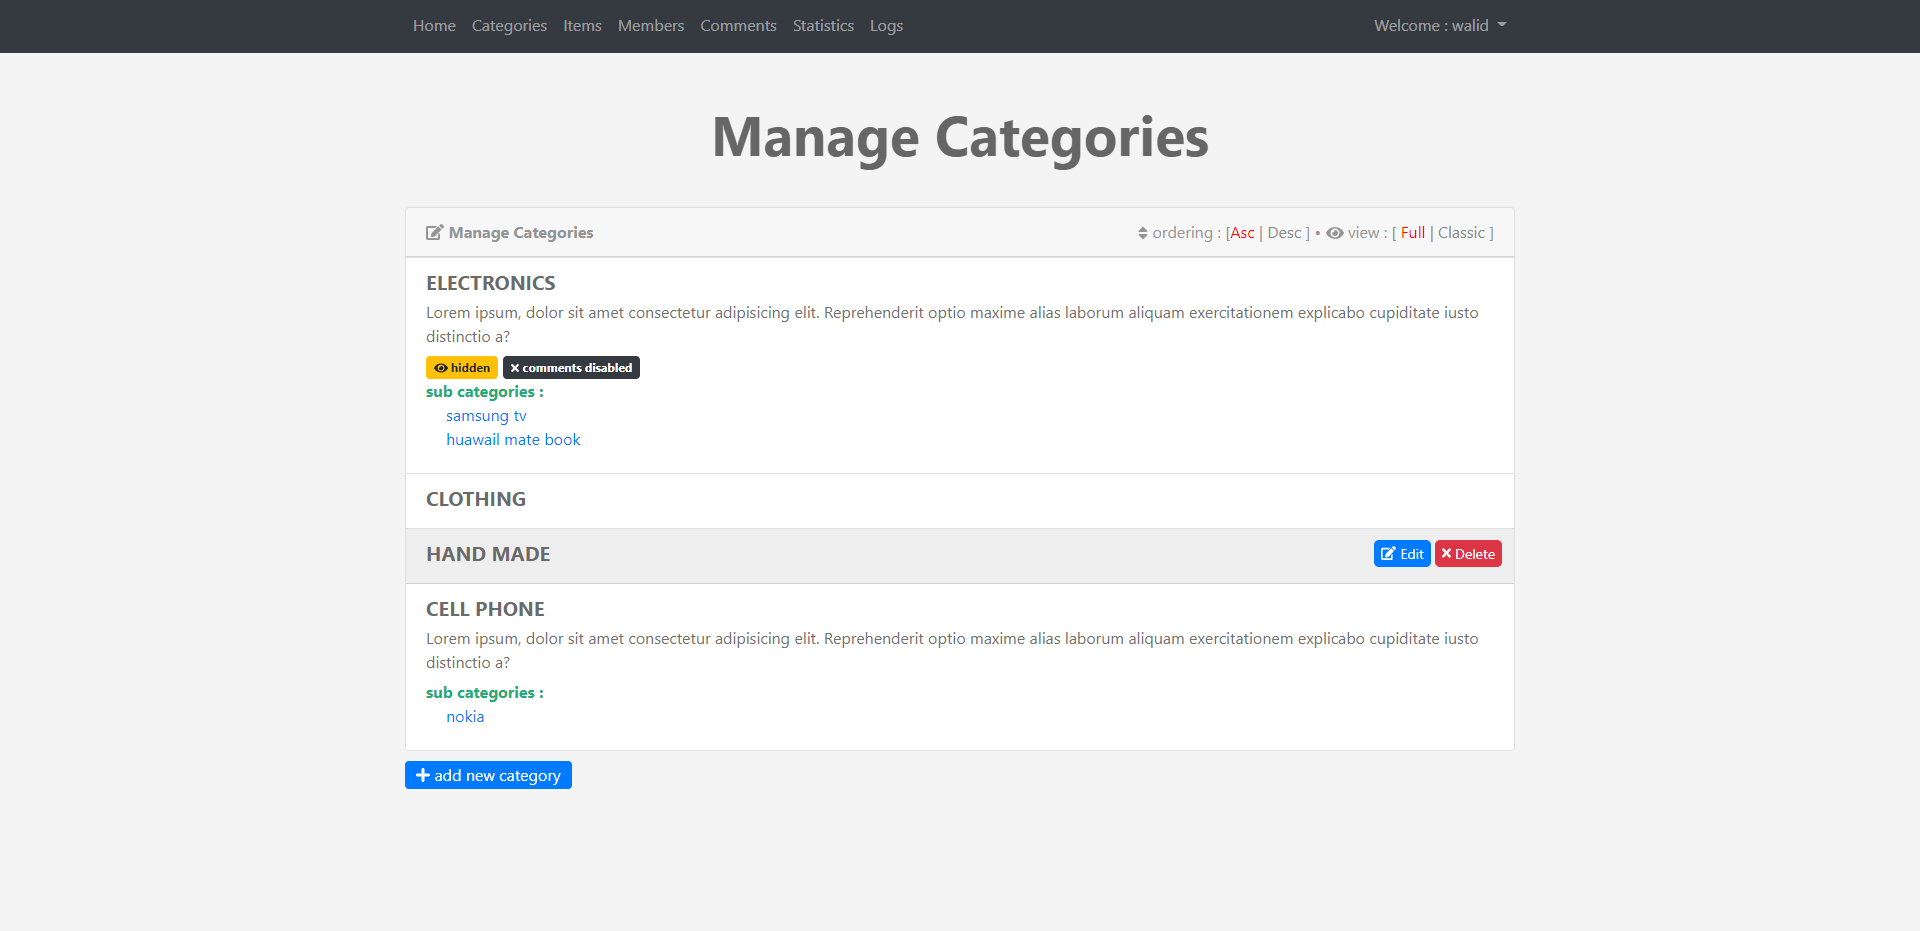 Home Categories Items Members Comments Statistics Logs Welcome : walid
Manage Categories
Manage Categories ordering : [Asc | Desc ] • view : [ Full | Classic ]
ELECTRONICS
Lorem ipsum, dolor sit amet consectetur adipisicing elit. Reprehenderit optio maxime alias laborum aliquam exercitationem explicabo cupiditate iusto
distinctio a?
hidden comments disabled
sub categories :
samsung tv
huawail mate book
CLOTHING
HAND MADE Edit Delete
CELL PHONE
Lorem ipsum, dolor sit amet consectetur adipisicing elit. Reprehenderit optio maxime alias laborum aliquam exercitationem explicabo cupiditate iusto
distinctio a?
sub categories :
nokia
add new category